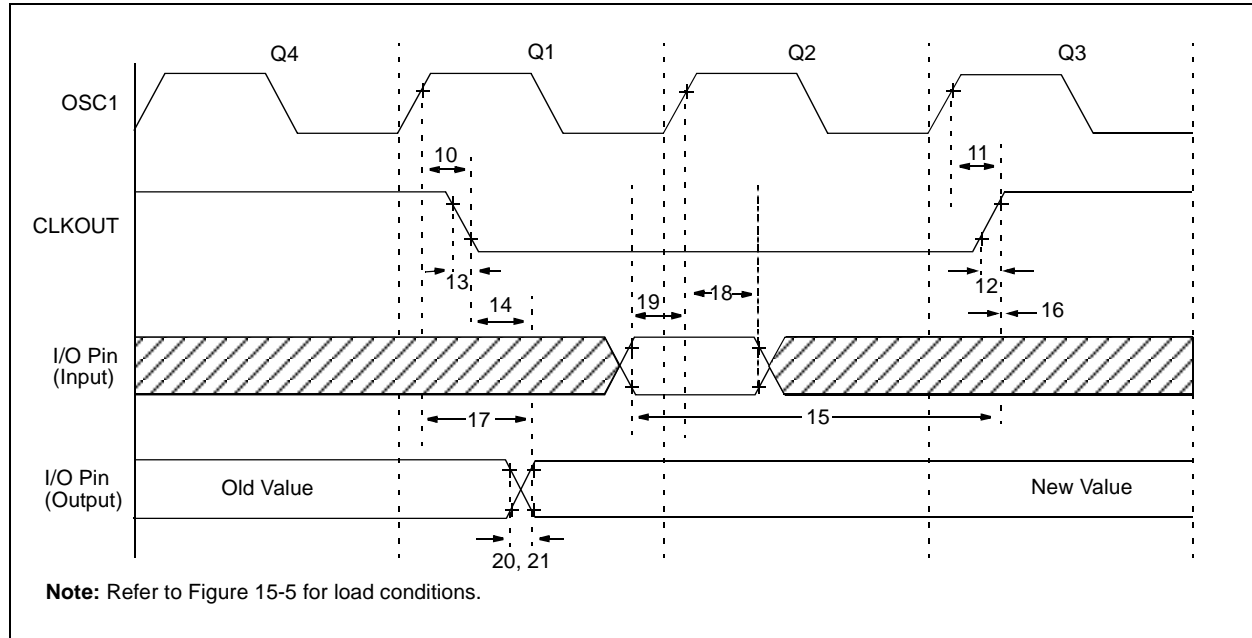 Q4 Q1 Q2 Q3
OSC1
10 11
CLKOUT
13 12
14 19 18 16
I/O Pin
(Input)
17 15
I/O Pin
(Output)
Old Value New Value
20, 21
Note: Refer to Figure 15-5 for load conditions.